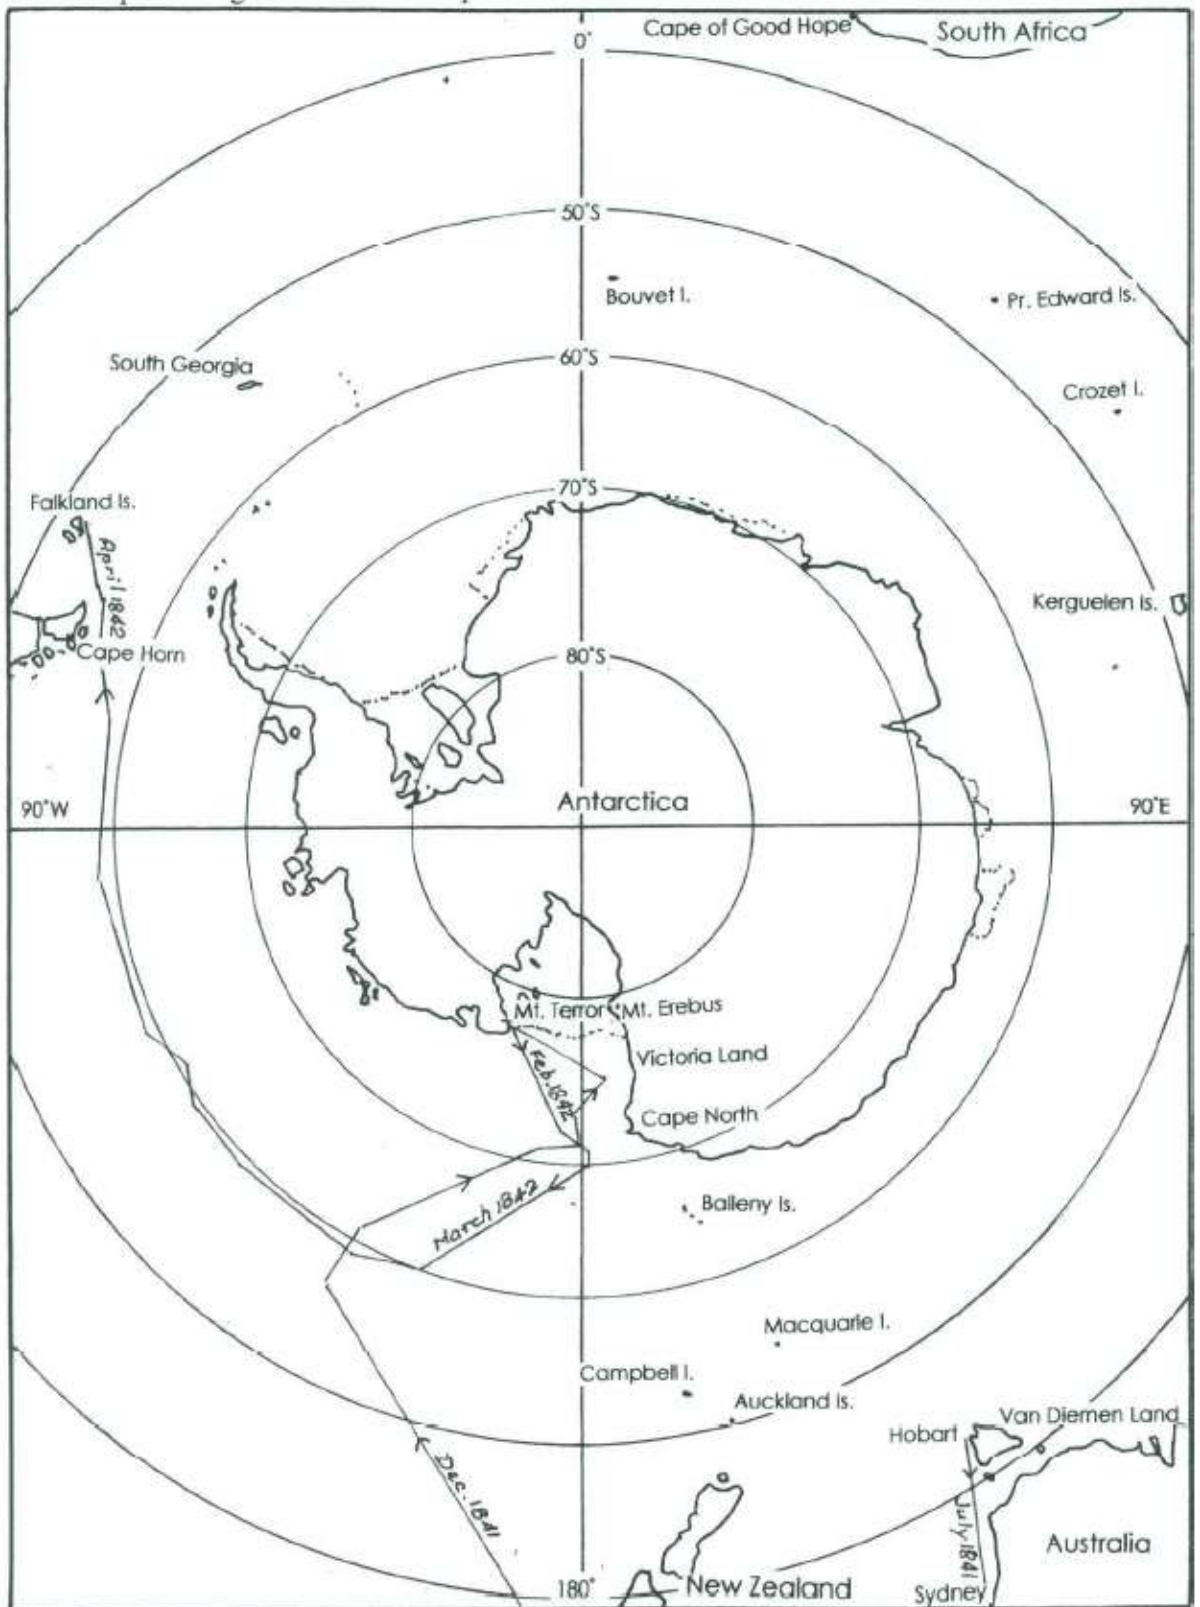 Cape of Good Hope
South Africa
0°
50°S
Bouvet I.
Pr. Edward Is.
60°S
South Georgia
Crozet I.
70°S
Falkland Is.
April 1842
Kerguelen Is.
80°S
Cape Horn
90°W
Antarctica
90°E
Mt. Terror
Mt. Erebus
Feb. 1842
Victoria Land
Cape North
March 1842
Balleny Is.
Macquarie I.
Campbell I.
Auckland Is.
Van Diemen Land
Hobart
Dec. 1841
July 1841
Australia
180°
New Zealand
Sydney